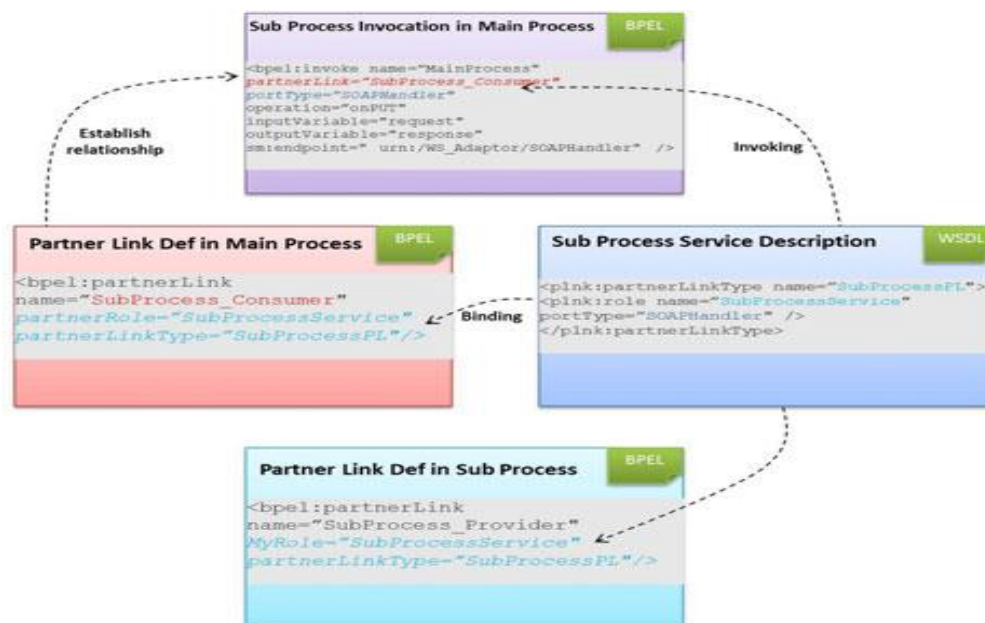 Sub Process Invocation in Main Process
BPEL
<bpel:invoke name="MainProcess"
partnerLink="SubProcess_Consumer"
portType="SOAPHandler"
operation="onPUT"
inputVariable="request"
outputVariable="response"
sm:endpoint=" urn:/WS_Adaptor/SOAPHandler" />
Establish
relationship
Invoking
Partner Link Def in Main Process
BPEL
<bpel:partnerLink
name="SubProcess_Consumer"
partnerRole="SubProcessService"
partnerLinkType="SubProcessPL"/>
Binding
Sub Process Service Description
WSDL
<plnk:partnerLinkType name="SubProcessPL">
<plnk:role name="SubProcessService"
portType="SOAPHandler" />
</plnk:partnerLinkType>
Partner Link Def in Sub Process
BPEL
<bpel:partnerLink
name="SubProcess_Provider"
MyRole="SubProcessService"
partnerLinkType="SubProcessPL"/>